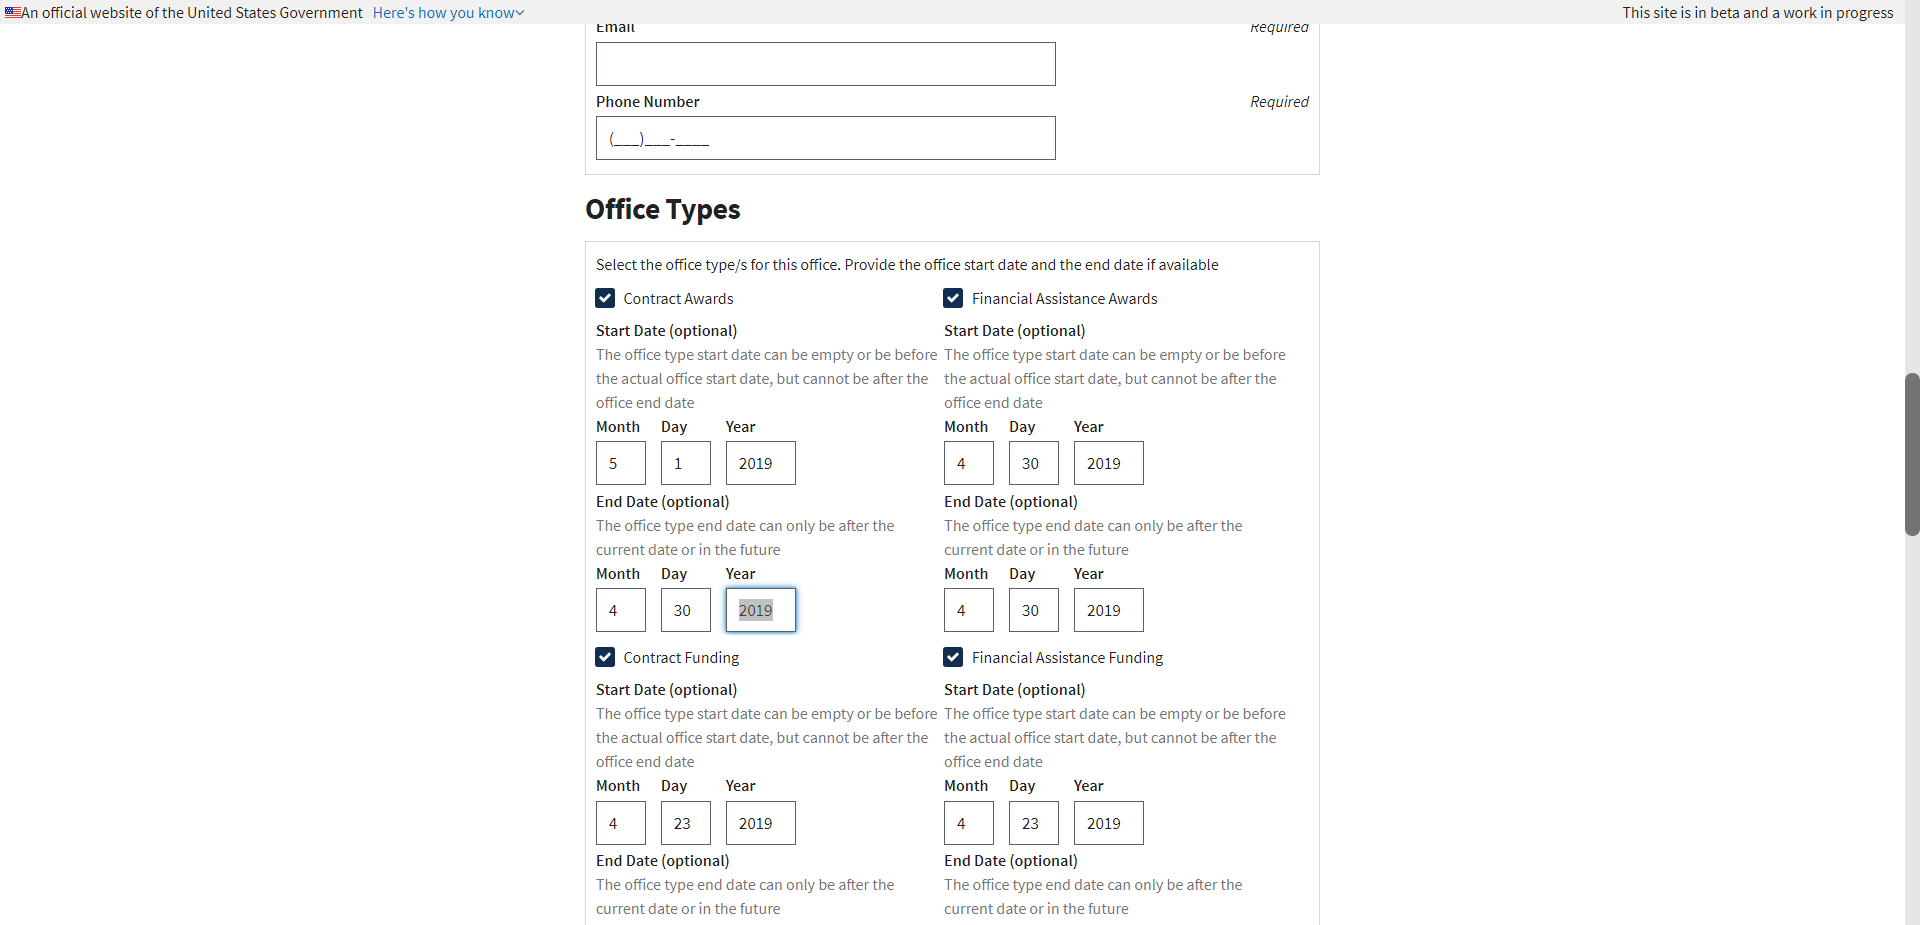 An official website of the United States Government Here's how you know
This site is in beta and a work in progress
Email Required
Phone Number Required
(___)___-____
Office Types
Select the office type/s for this office. Provide the office start date and the end date if available
Contract Awards
Start Date (optional)
The office type start date can be empty or be before
the actual office start date, but cannot be after the
office end date
Month Day Year
5 1 2019
End Date (optional)
The office type end date can only be after the
current date or in the future
Month Day Year
4 30 2019
Financial Assistance Awards
Start Date (optional)
The office type start date can be empty or be before
the actual office start date, but cannot be after the
office end date
Month Day Year
4 30 2019
End Date (optional)
The office type end date can only be after the
current date or in the future
Month Day Year
4 30 2019
Contract Funding
Start Date (optional)
The office type start date can be empty or be before
the actual office start date, but cannot be after the
office end date
Month Day Year
4 23 2019
End Date (optional)
The office type end date can only be after the
current date or in the future
Financial Assistance Funding
Start Date (optional)
The office type start date can be empty or be before
the actual office start date, but cannot be after the
office end date
Month Day Year
4 23 2019
End Date (optional)
The office type end date can only be after the
current date or in the future